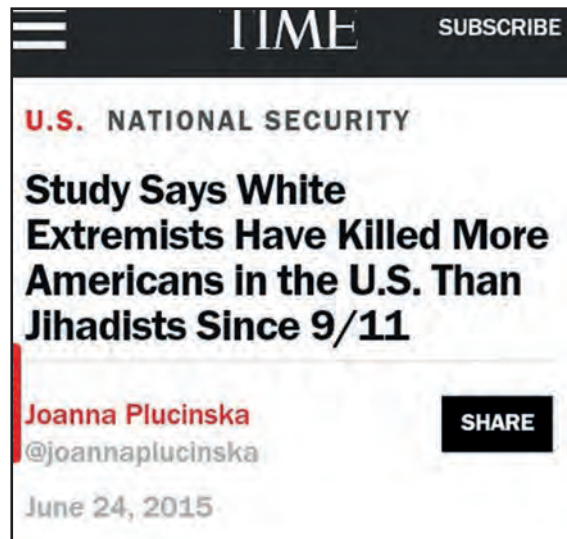 TIME SUBSCRIBE
U.S. NATIONAL SECURITY
Study Says White
Extremists Have Killed More
Americans in the U.S. Than
Jihadists Since 9/11
Joanna Plucinska SHARE
@joannaplucinska
June 24, 2015